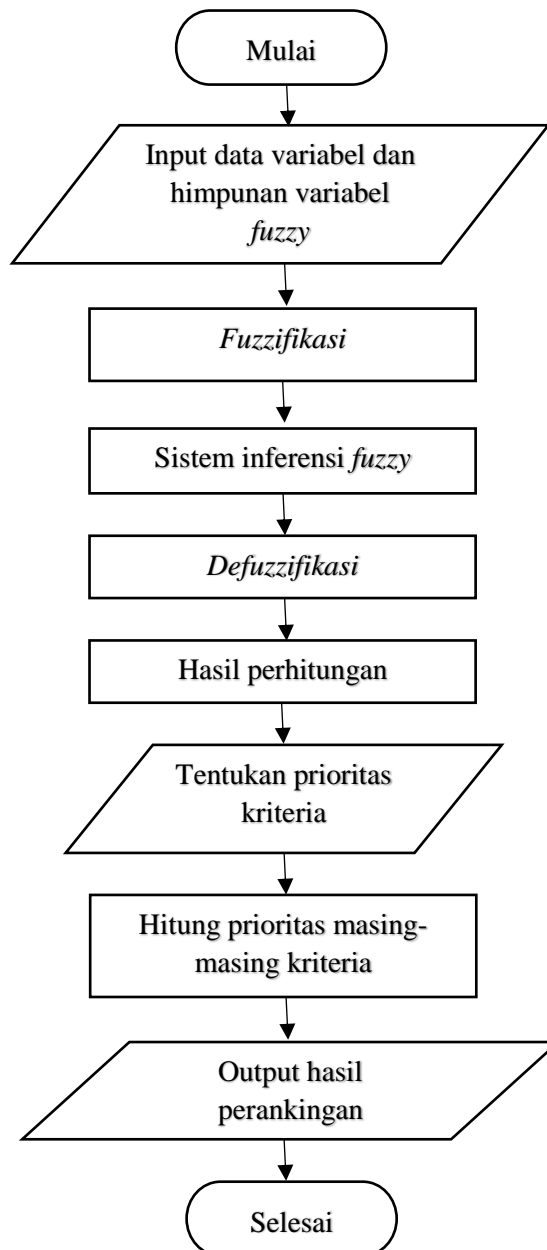 Mulai
Input data variabel dan
himpunan variabel
fuzzy
Fuzzifikasi
Sistem inferensi fuzzy
Defuzzifikasi
Hasil perhitungan
Tentukan prioritas
kriteria
Hitung prioritas masing-
masing kriteria
Output hasil
perankingan
Selesai